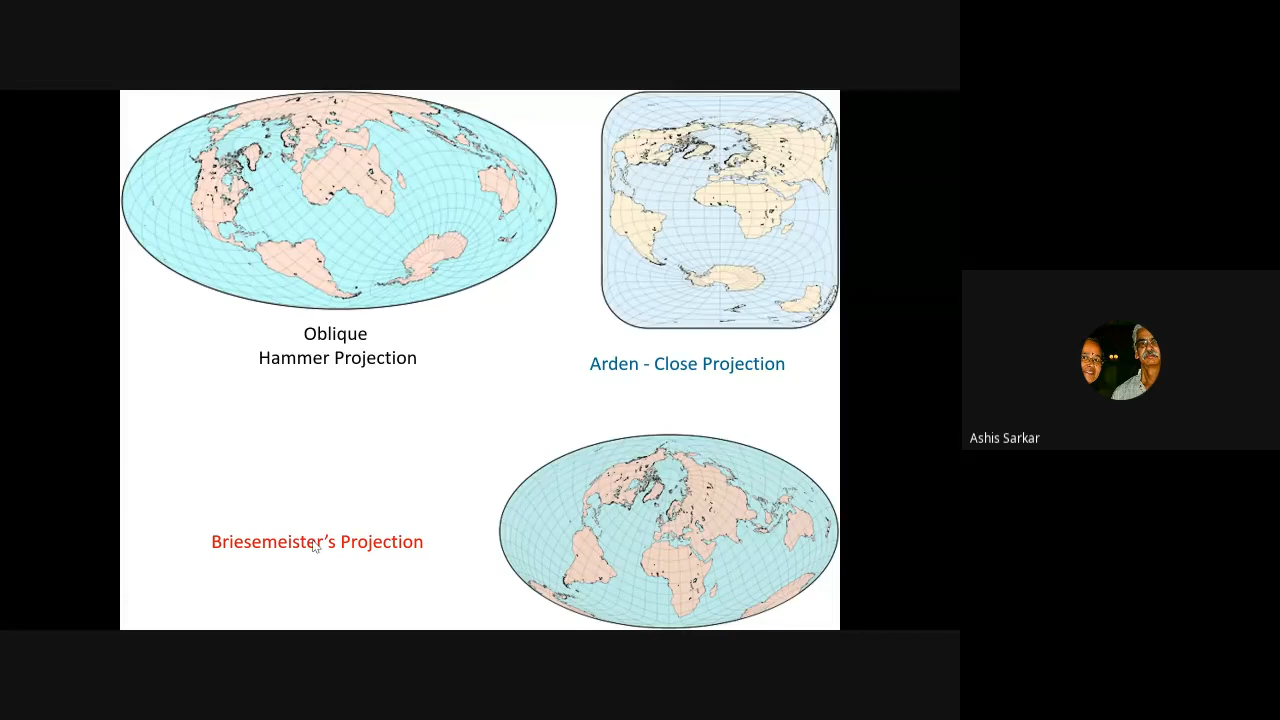 Oblique
Hammer Projection
Arden - Close Projection
Briesemeister's Projection
Ashis Sarkar